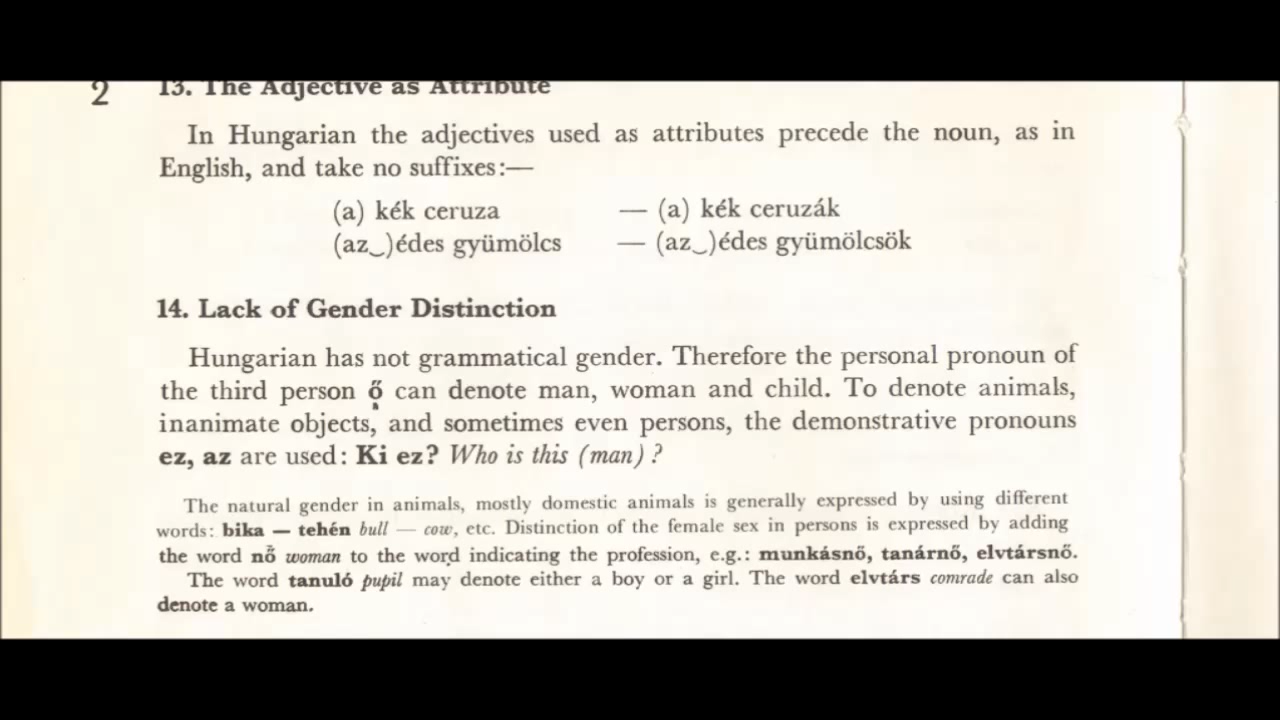 2 13. The Adjective as Attribute
In Hungarian the adjectives used as attributes precede the noun, as in
English, and take no suffixes:—
(a) kék ceruza — (a) kék ceruzák
(az‿)édes gyümölcs — (az‿)édes gyümölcsök
14. Lack of Gender Distinction
Hungarian has not grammatical gender. Therefore the personal pronoun of
the third person ő can denote man, woman and child. To denote animals,
inanimate objects, and sometimes even persons, the demonstrative pronouns
ez, az are used: Ki ez? Who is this (man) ?
The natural gender in animals, mostly domestic animals is generally expressed by using different
words: bika — tehén bull — cow, etc. Distinction of the female sex in persons is expressed by adding
the word nő woman to the word indicating the profession, e.g.: munkásnő, tanárnő, elvtársnő.
The word tanuló pupil may denote either a boy or a girl. The word elvtárs comrade can also
denote a woman.